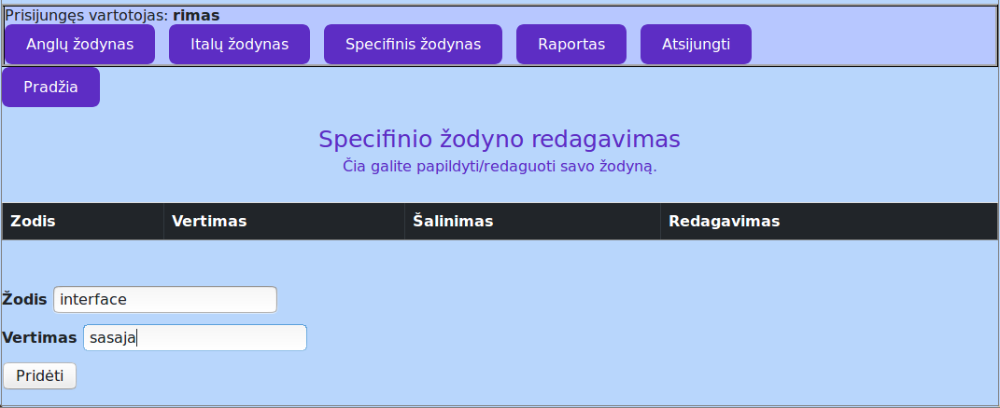 Prisijungęs vartotojas: rimas
Anglų žodynas Italų žodynas Specifinis žodynas Raportas Atsijungti
Pradžia
Specifinio žodyno redagavimas
Čia galite papildyti/redaguoti savo žodyną.
Zodis Vertimas Šalinimas Redagavimas
Žodis interface
Vertimas sasaja
Pridėti